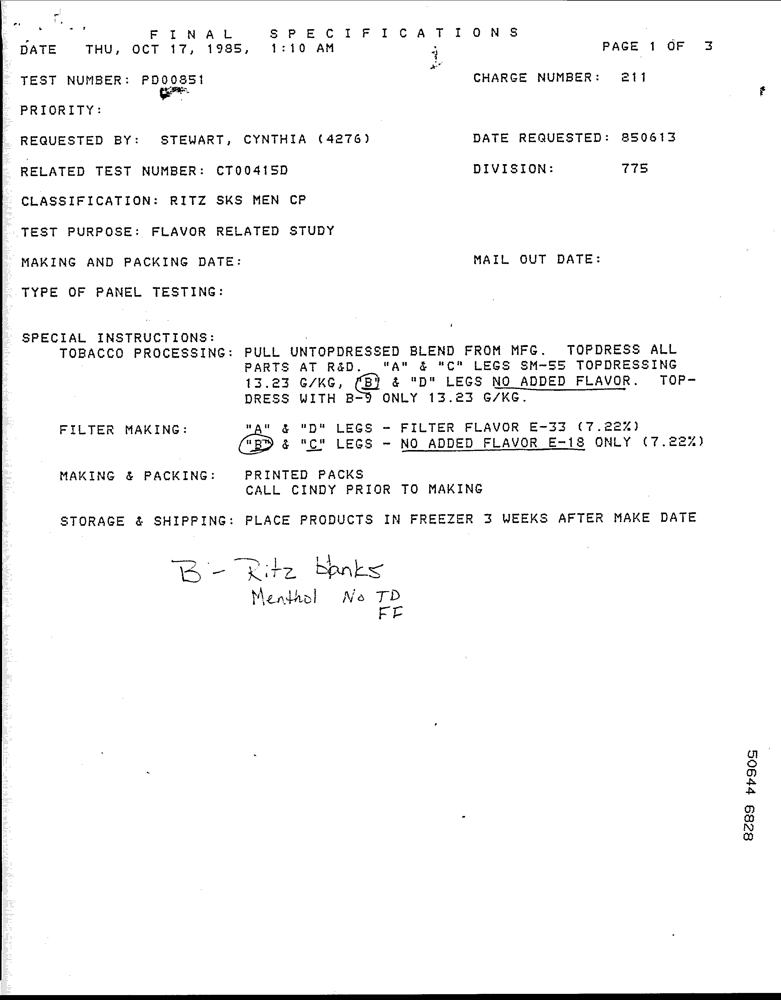 FINAL SPECIFICATIONS
DATE THU, OCT 17, 1985, 1:10 AM PAGE 1 OF 3
TEST NUMBER: PD00851 CHARGE NUMBER: 211
PRIORITY:
REQUESTED BY: STEWART, CYNTHIA (4276) DATE REQUESTED: 850613
RELATED TEST NUMBER: CT00415D DIVISION: 775
CLASSIFICATION: RITZ SKS MEN CP
TEST PURPOSE: FLAVOR RELATED STUDY
MAKING AND PACKING DATE: MAIL OUT DATE:
TYPE OF PANEL TESTING:
SPECIAL INSTRUCTIONS:
TOBACCO PROCESSING: PULL UNTOPDRESSED BLEND FROM MFG. TOPDRESS ALL
PARTS AT R&D. "A" & "C" LEGS SM-55 TOPDRESSING
13.23 G/KG, "B" & "D" LEGS NO ADDED FLAVOR. TOP-
DRESS WITH B-9 ONLY 13.23 G/KG.
FILTER MAKING: "A" & "D" LEGS - FILTER FLAVOR E-33 (7.22%)
"B" & "C" LEGS - NO ADDED FLAVOR E-18 ONLY (7.22%)
MAKING & PACKING: PRINTED PACKS
CALL CINDY PRIOR TO MAKING
STORAGE & SHIPPING: PLACE PRODUCTS IN FREEZER 3 WEEKS AFTER MAKE DATE
B - Ritz blanks
Menthol No TD
FF
50644 6828